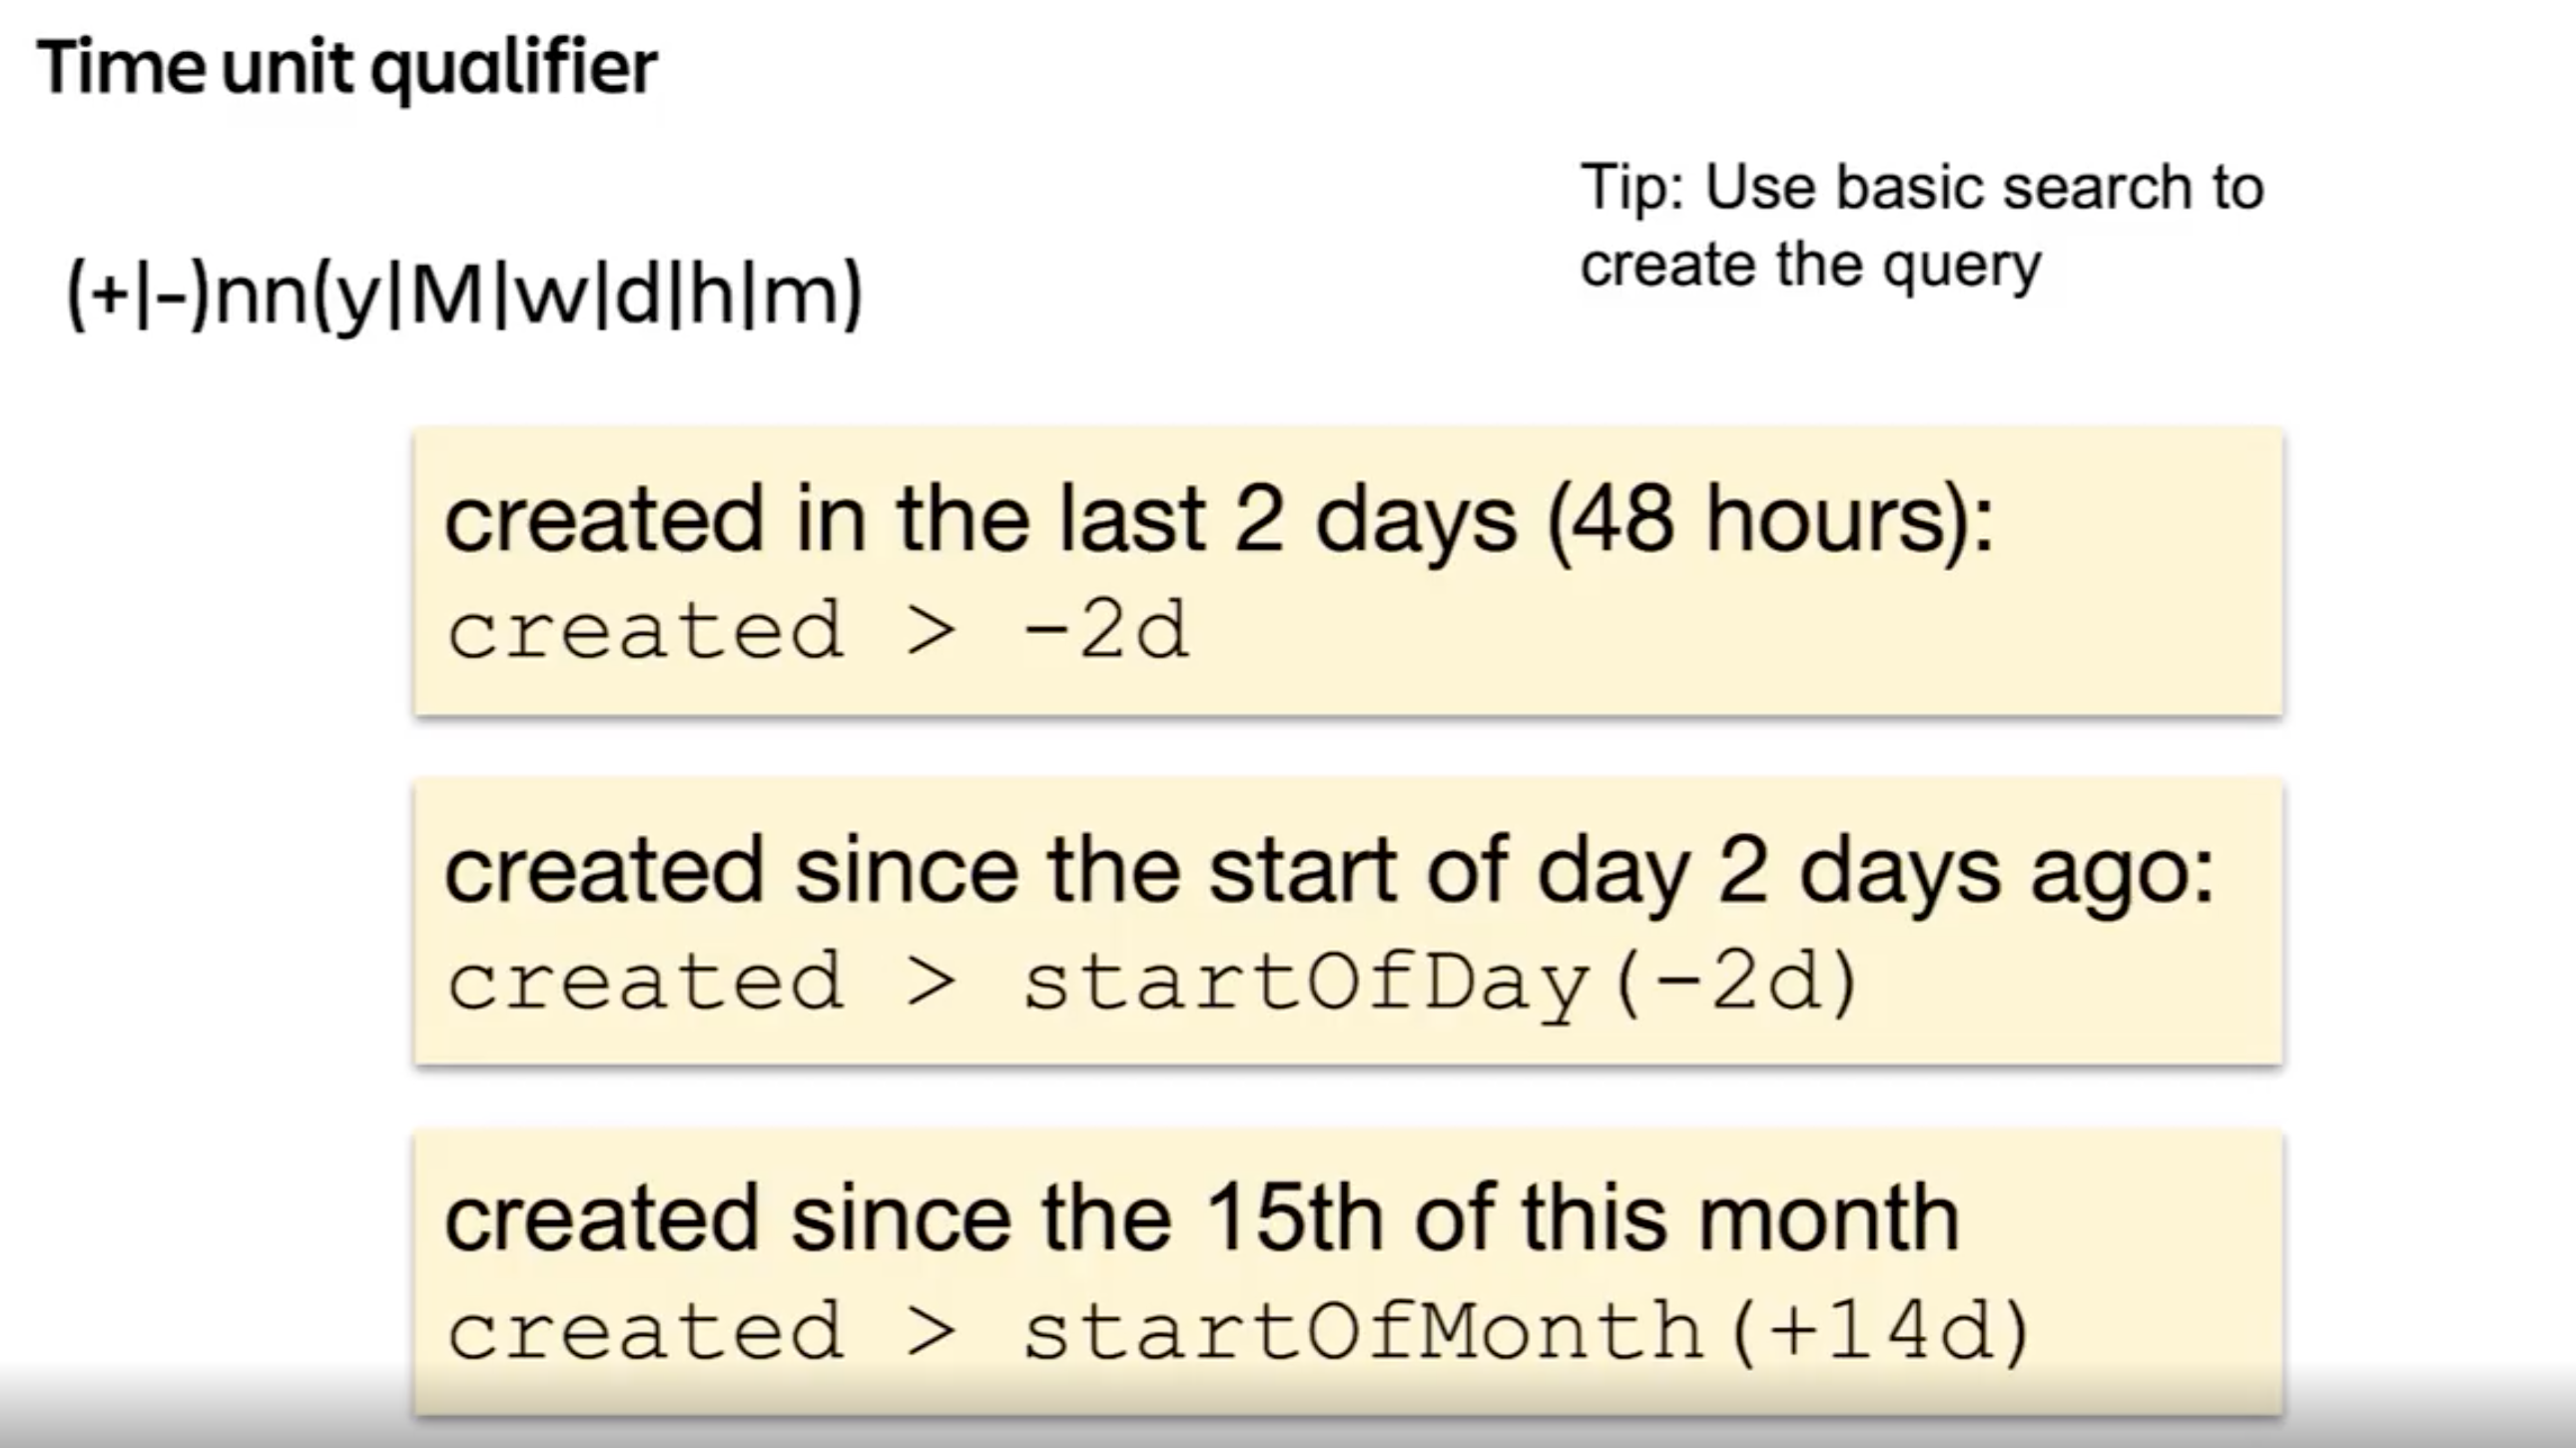 Time unit qualifier
Tip: Use basic search to
create the query
(+|-)nn(y|M|w|d|h|m)
created in the last 2 days (48 hours):
created > -2d
created since the start of day 2 days ago:
created > startOfDay(-2d)
created since the 15th of this month
created > startOfMonth(+14d)